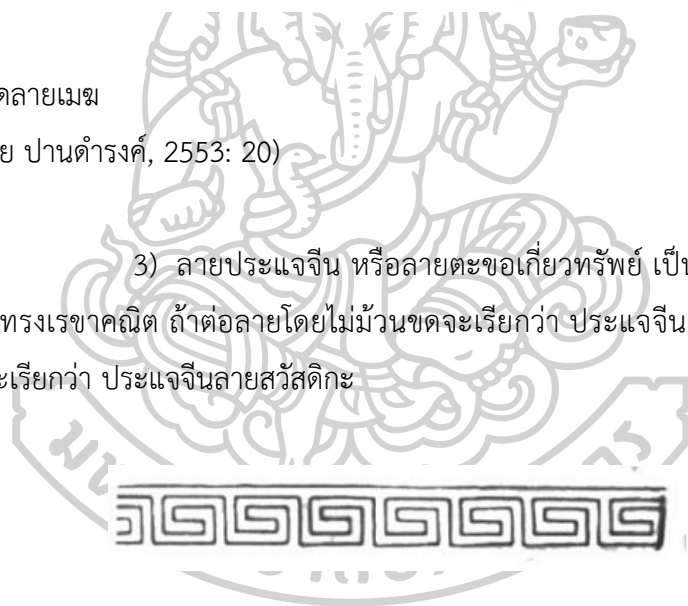 ดลายเมฆ
ย ปานดำรงค์, 2553: 20)
3) ลายประแจจีน หรือลายตะขอเกี่ยวทรัพย์ เป็น
ทรงเรขาคณิต ถ้าต่อลายโดยไม่ม้วนขดจะเรียกว่า ประแจจีน
ะเรียกว่า ประแจจีนลายสวัสดิกะ